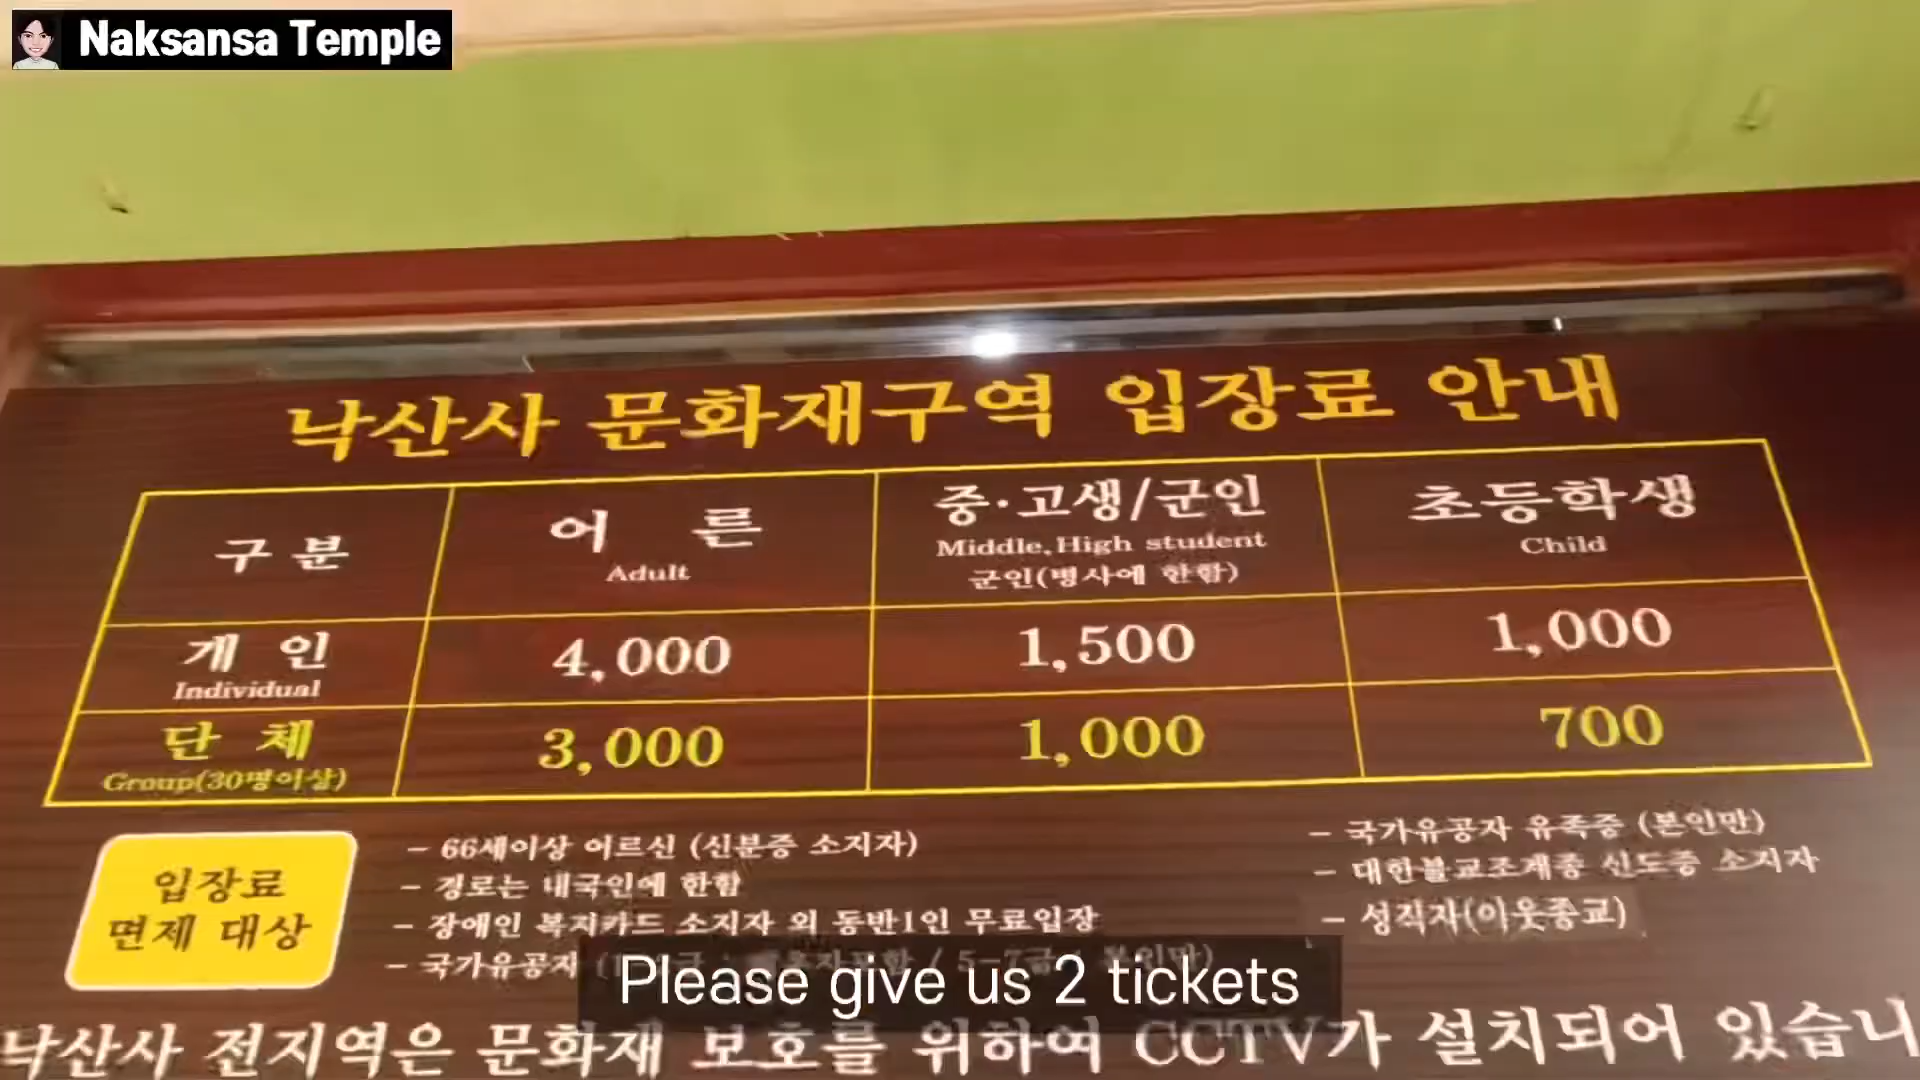 Naksansa Temple
낙산사 문화재구역 입장료 안내
구분 어른 중·고생/군인 초등학생
Adult Middle,High student Child
군인(병사에 한함)
개인 4,000 1,500 1,000
Individual
단체 3,000 1,000 700
Group(30명이상)
입장료
면제 대상
- 66세이상 어르신 (신분증 소지자)
- 경로는 내국인에 한함
- 장애인 복지카드 소지자 외 동반1인 무료입장
- 국가유공자
- 국가유공자 유족증 (본인만)
- 대한불교조계종 신도증 소지자
- 성직자(이웃종교)
Please give us 2 tickets
낙산사 전지역은 문화재 보호를 위하여 CCTV가 설치되어 있습니